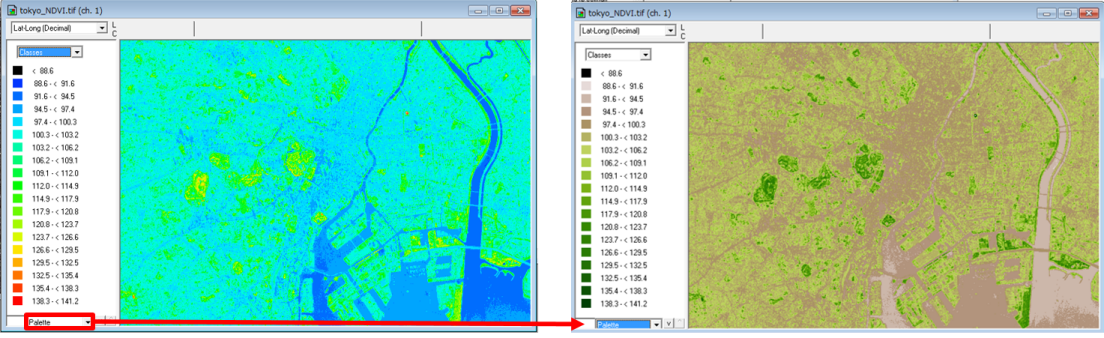 tokyo_NDVI.tif (ch. 1)
Lat-Long (Decimal)
L
C
Classes
< 88.6
88.6 - < 91.6
91.6 - < 94.5
94.5 - < 97.4
97.4 - < 100.3
100.3 - < 103.2
103.2 - < 106.2
106.2 - < 109.1
109.1 - < 112.0
112.0 - < 114.9
114.9 - < 117.9
117.9 - < 120.8
120.8 - < 123.7
123.7 - < 126.6
126.6 - < 129.5
129.5 - < 132.5
132.5 - < 135.4
135.4 - < 138.3
138.3 - < 141.2
Palette
tokyo_NDVI.tif (ch. 1)
Lat-Long (Decimal)
L
C
Classes
< 88.6
88.6 - < 91.6
91.6 - < 94.5
94.5 - < 97.4
97.4 - < 100.3
100.3 - < 103.2
103.2 - < 106.2
106.2 - < 109.1
109.1 - < 112.0
112.0 - < 114.9
114.9 - < 117.9
117.9 - < 120.8
120.8 - < 123.7
123.7 - < 126.6
126.6 - < 129.5
129.5 - < 132.5
132.5 - < 135.4
135.4 - < 138.3
138.3 - < 141.2
Palette